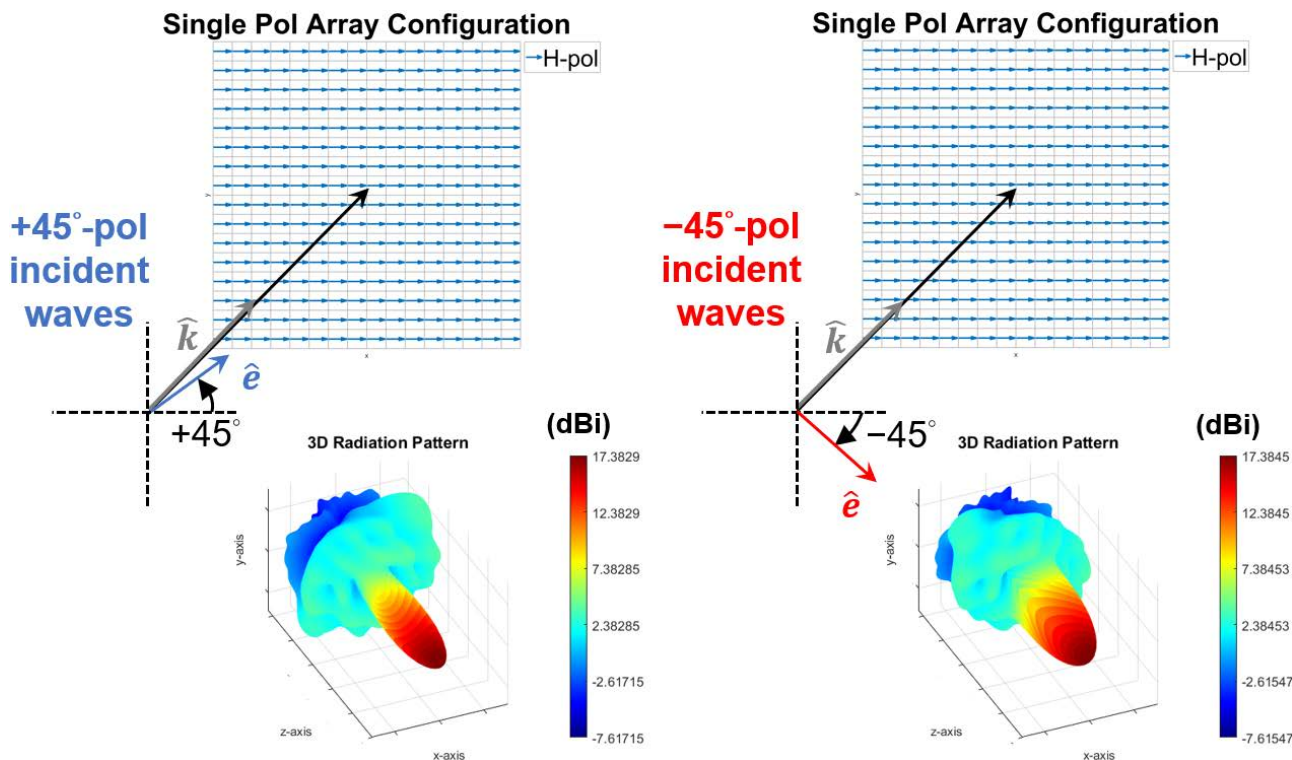 Single Pol Array Configuration
H-pol
y
x
+45°-pol
incident
waves
k̂
ê
+45°
3D Radiation Pattern
(dBi)
17.3829
12.3829
7.38285
2.38285
-2.61715
-7.61715
y-axis
z-axis
x-axis
Single Pol Array Configuration
H-pol
y
x
−45°-pol
incident
waves
k̂
−45°
ê
3D Radiation Pattern
(dBi)
17.3845
12.3845
7.38453
2.38453
-2.61547
-7.61547
y-axis
z-axis
x-axis